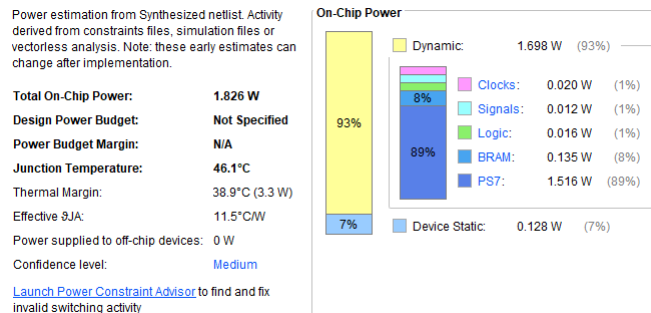 Power estimation from Synthesized netlist. Activity
derived from constraints files, simulation files or
vectorless analysis. Note: these early estimates can
change after implementation.
Total On-Chip Power: 1.826 W
Design Power Budget: Not Specified
Power Budget Margin: N/A
Junction Temperature: 46.1°C
Thermal Margin: 38.9°C (3.3 W)
Effective ϑJA: 11.5°C/W
Power supplied to off-chip devices: 0 W
Confidence level: Medium
Launch Power Constraint Advisor to find and fix
invalid switching activity
On-Chip Power
93%
7%
Dynamic: 1.698 W (93%)
8%
89%
Clocks: 0.020 W (1%)
Signals: 0.012 W (1%)
Logic: 0.016 W (1%)
BRAM: 0.135 W (8%)
PS7: 1.516 W (89%)
Device Static: 0.128 W (7%)